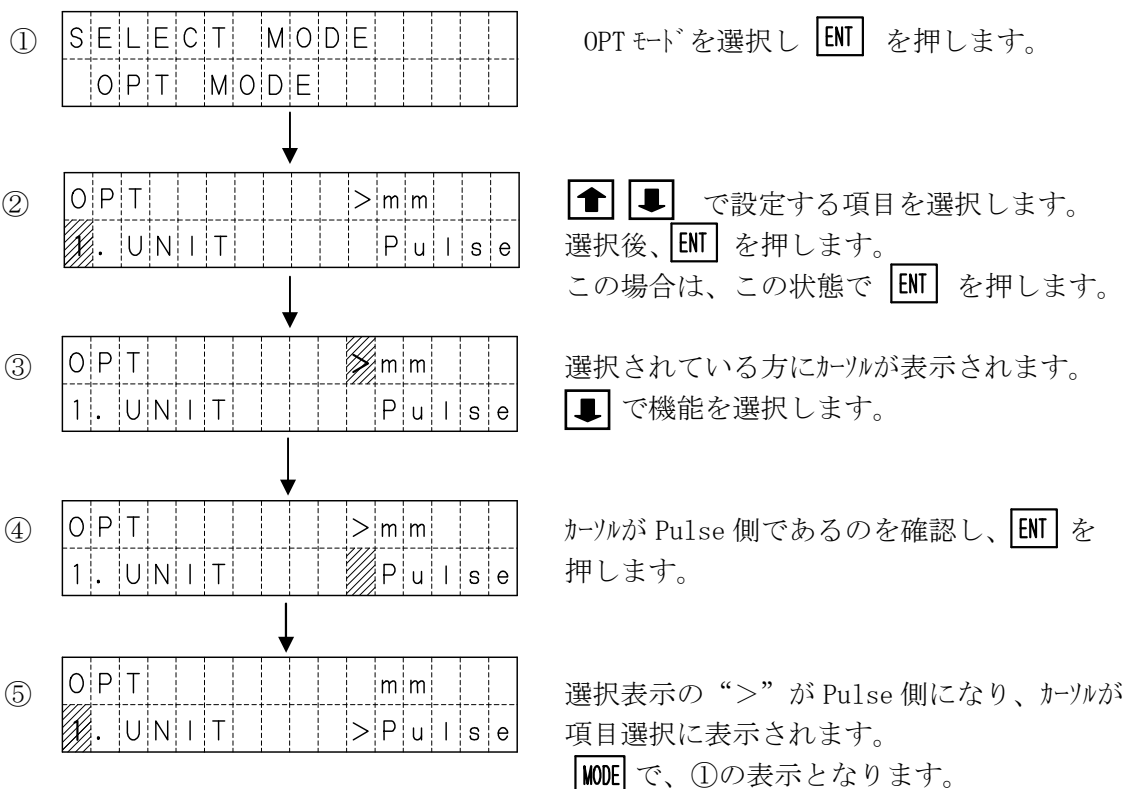 ① SELECT MODE
OPT MODE
OPTﾓｰﾄﾞを選択し ENT を押します。
② OPT >mm
1. UNIT Pulse
⬆ ⬇ で設定する項目を選択します。
選択後、ENT を押します。
この場合は、この状態で ENT を押します。
③ OPT >mm
1. UNIT Pulse
選択されている方にｶｰｿﾙが表示されます。
⬇ で機能を選択します。
④ OPT >mm
1. UNIT Pulse
ｶｰｿﾙが Pulse 側であるのを確認し、ENT を
押します。
⑤ OPT mm
1. UNIT >Pulse
選択表示の“＞”が Pulse 側になり、ｶｰｿﾙが
項目選択に表示されます。
MODE で、①の表示となります。